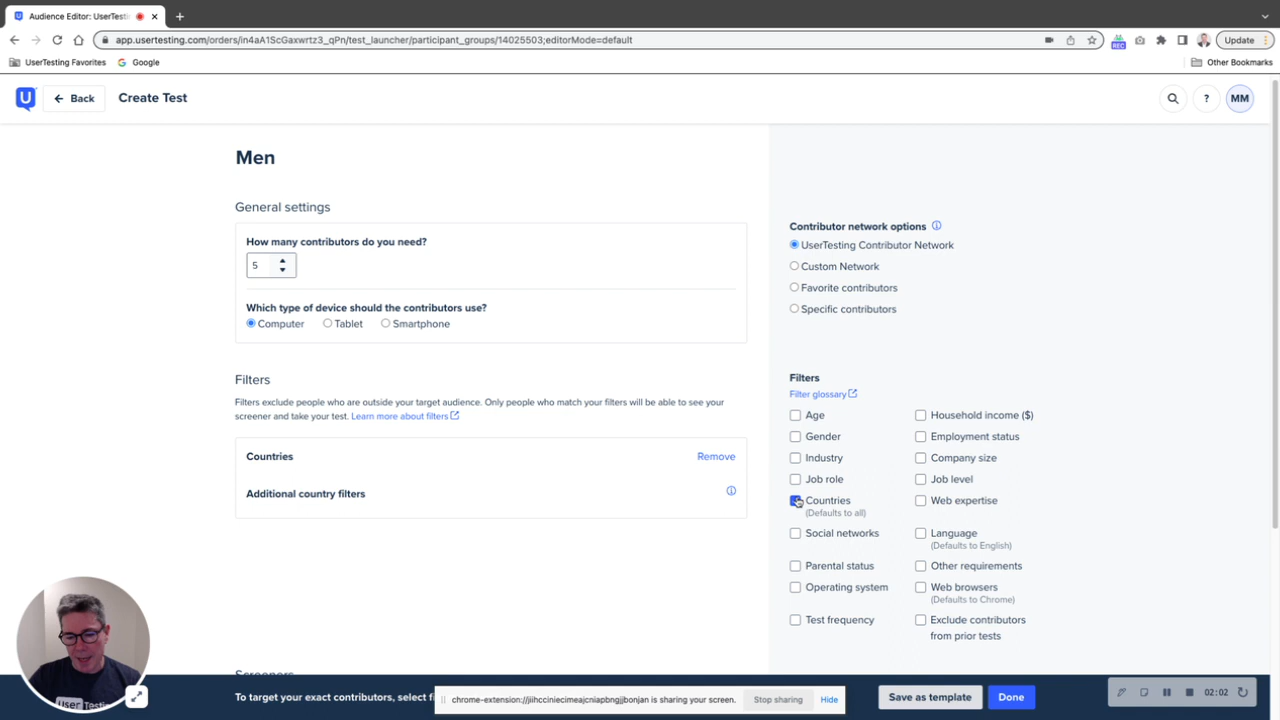 Audience Editor: UserTesti
app.usertesting.com/orders/in4aA1ScGaxwrtz3_qPn/test_launcher/participant_groups/14025503;editorMode=default
REC
Update
UserTesting Favorites
Google
Other Bookmarks
U
Back
Create Test
?
MM
Men
General settings
How many contributors do you need?
5
Which type of device should the contributors use?
Computer
Tablet
Smartphone
Filters
Filters exclude people who are outside your target audience. Only people who match your filters will be able to see your
screener and take your test. Learn more about filters
Countries
Remove
Additional country filters
Contributor network options
UserTesting Contributor Network
Custom Network
Favorite contributors
Specific contributors
Filters
Filter glossary
Age
Household income ($)
Gender
Employment status
Industry
Company size
Job role
Job level
Countries
(Defaults to all)
Web expertise
Social networks
Language
(Defaults to English)
Parental status
Other requirements
Operating system
Web browsers
(Defaults to Chrome)
Test frequency
Exclude contributors
from prior tests
Screeners
To target your exact contributors, select fi
chrome-extension://jiihcciniecimeajcniapbngjjbonjan is sharing your screen.
Stop sharing
Hide
Save as template
Done
2:02
User Testing